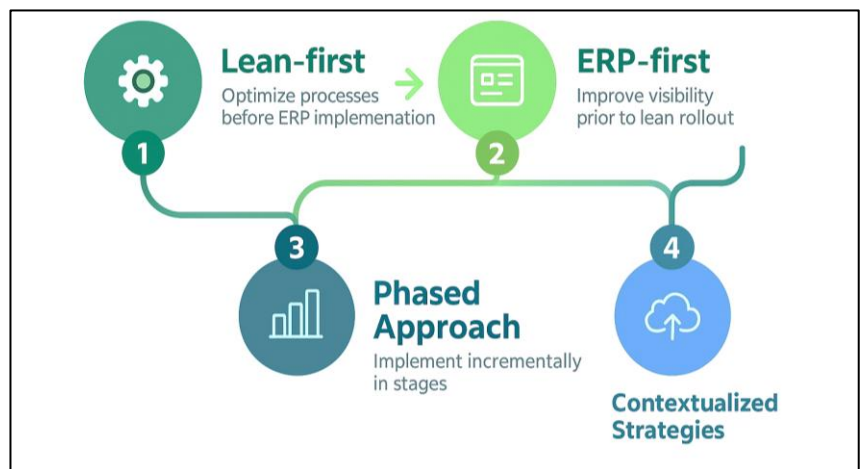 Lean-first
Optimize processes
before ERP implemenation
1
ERP-first
Improve visibility
prior to lean rollout
2
3
Phased
Approach
Implement incrementally
in stages
4
Contextualized
Strategies